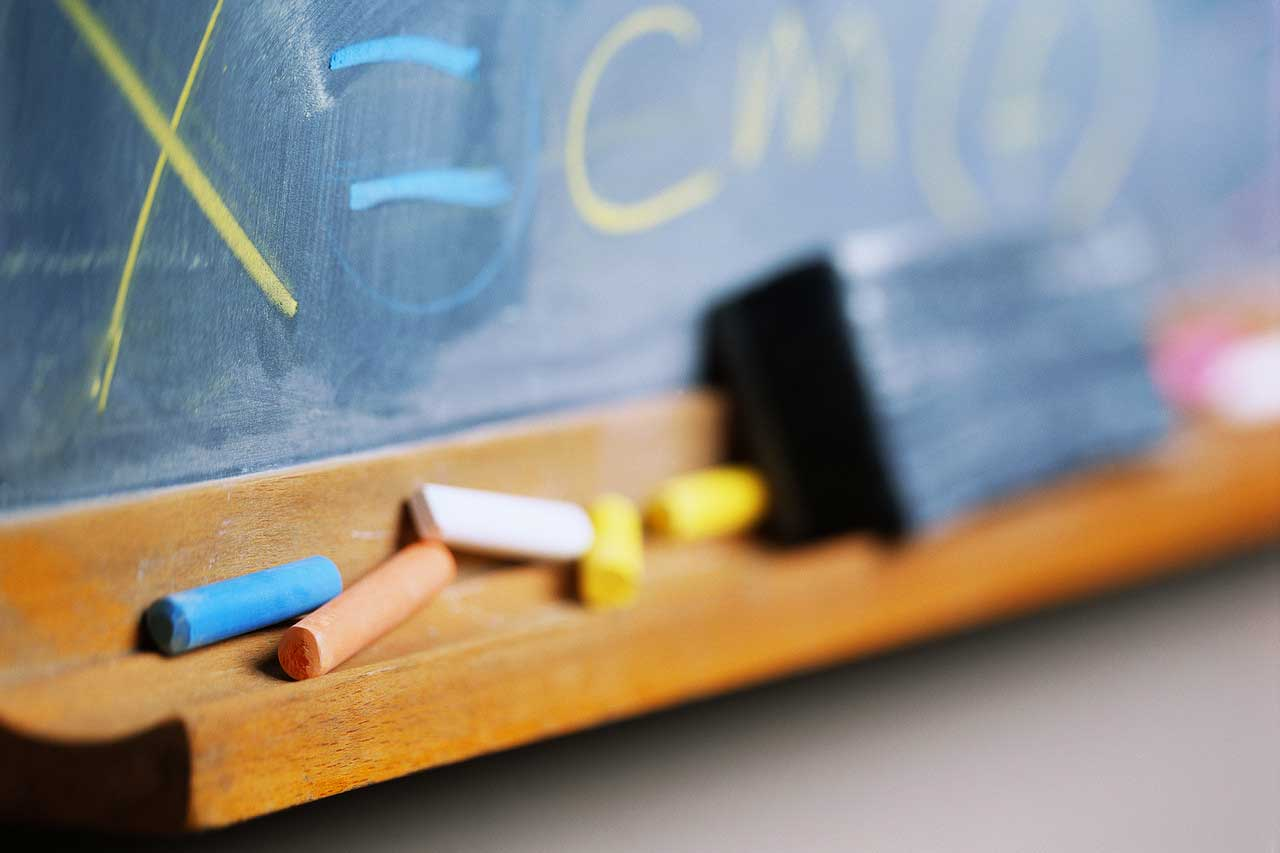 X = CM()